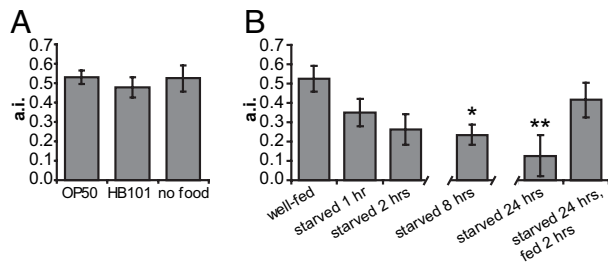 A
B
a.i.
0.7
0.6
0.5
0.4
0.3
0.2
0.1
0.0
OP50 HB101 no food
a.i.
0.7
0.6
0.5
0.4
0.3
0.2
0.1
0.0
*
**
well-fed
starved 1 hr
starved 2 hrs
starved 8 hrs
starved 24 hrs
starved 24 hrs,
fed 2 hrs